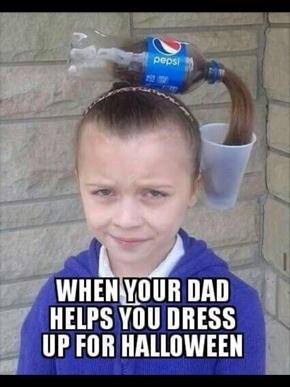 pepsi
WHEN YOUR DAD
HELPS YOU DRESS
UP FOR HALLOWEEN